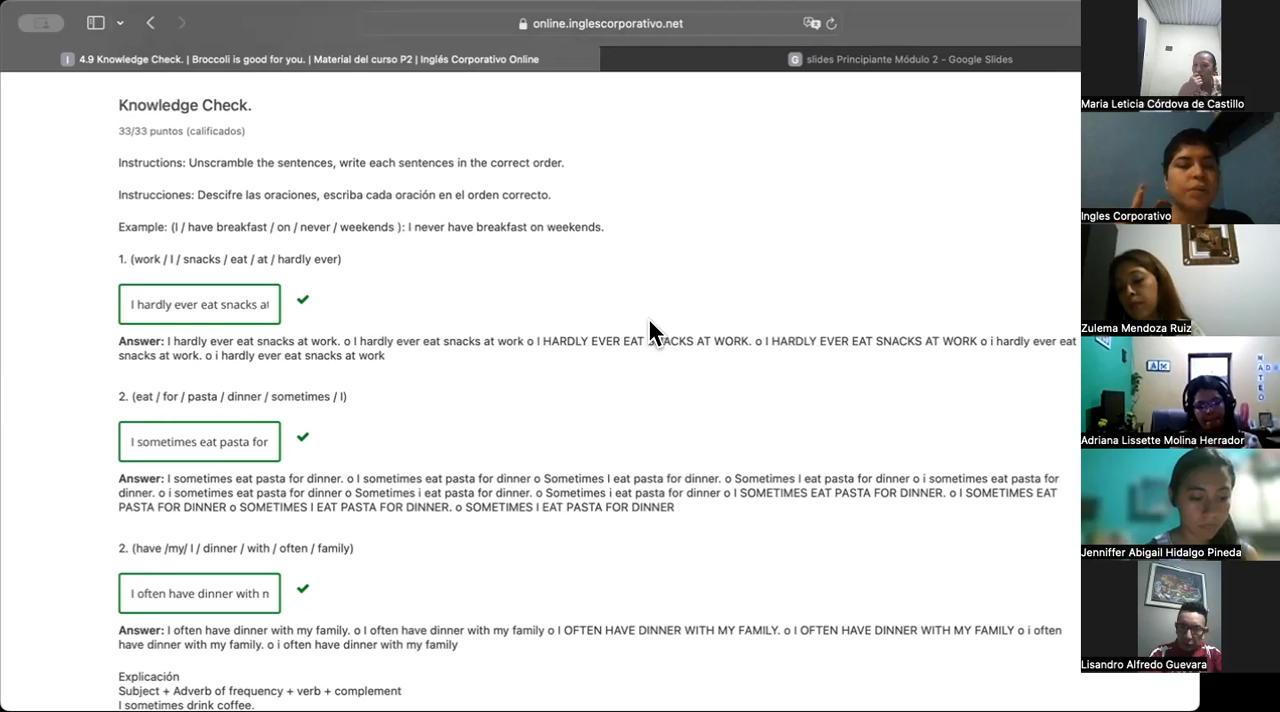 online.inglescorporativo.net
4.9 Knowledge Check. | Broccoli is good for you. | Material del curso P2 | Inglés Corporativo Online
slides Principiante Módulo 2 - Google Slides
Knowledge Check.
33/33 puntos (calificados)
Instructions: Unscramble the sentences, write each sentences in the correct order.
Instrucciones: Descifre las oraciones, escriba cada oración en el orden correcto.
Example: (I / have breakfast / on / never / weekends ): I never have breakfast on weekends.
1. (work / I / snacks / eat / at / hardly ever)
I hardly ever eat snacks at
Answer: I hardly ever eat snacks at work. o I hardly ever eat snacks at work o I HARDLY EVER EAT SNACKS AT WORK. o I HARDLY EVER EAT SNACKS AT WORK o i hardly ever eat
snacks at work. o i hardly ever eat snacks at work
2. (eat / for / pasta / dinner / sometimes / I)
I sometimes eat pasta for
Answer: I sometimes eat pasta for dinner. o I sometimes eat pasta for dinner o Sometimes I eat pasta for dinner. o Sometimes I eat pasta for dinner o i sometimes eat pasta for
dinner. o i sometimes eat pasta for dinner o Sometimes i eat pasta for dinner. o Sometimes i eat pasta for dinner o I SOMETIMES EAT PASTA FOR DINNER. o I SOMETIMES EAT
PASTA FOR DINNER o SOMETIMES I EAT PASTA FOR DINNER. o SOMETIMES I EAT PASTA FOR DINNER
2. (have /my/ I / dinner / with / often / family)
I often have dinner with n
Answer: I often have dinner with my family. o I often have dinner with my family o I OFTEN HAVE DINNER WITH MY FAMILY. o I OFTEN HAVE DINNER WITH MY FAMILY o i often
have dinner with my family. o i often have dinner with my family
Explicación
Subject + Adverb of frequency + verb + complement
I sometimes drink coffee.
Maria Leticia Córdova de Castillo
Ingles Corporativo
Zulema Mendoza Ruiz
Adriana Lissette Molina Herrador
Jenniffer Abigail Hidalgo Pineda
Lisandro Alfredo Guevara